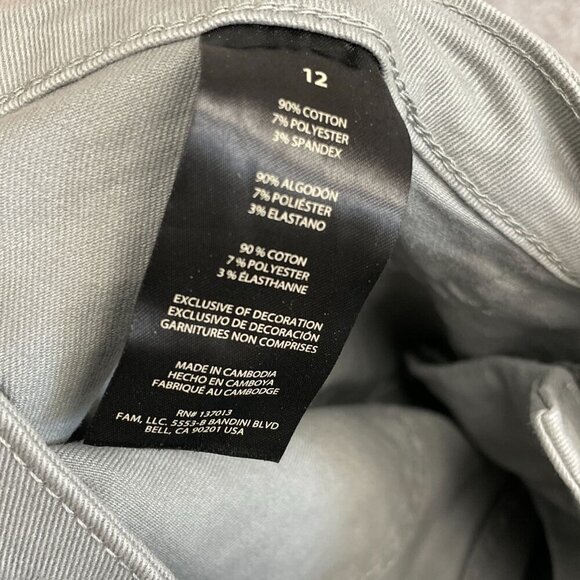 12
90% COTTON
7% POLYESTER
3% SPANDEX
90% ALGODÓN
7% POLIÉSTER
3% ELASTANO
90 % COTON
7 % POLYESTER
3 % ÉLASTHANNE
EXCLUSIVE OF DECORATION
EXCLUSIVO DE DECORACIÓN
GARNITURES NON COMPRISES
MADE IN CAMBODIA
HECHO EN CAMBOYA
FABRIQUÉ AU CAMBODGE
RN# 137013
FAM, LLC. 5553-B BANDINI BLVD
BELL, CA 90201 USA